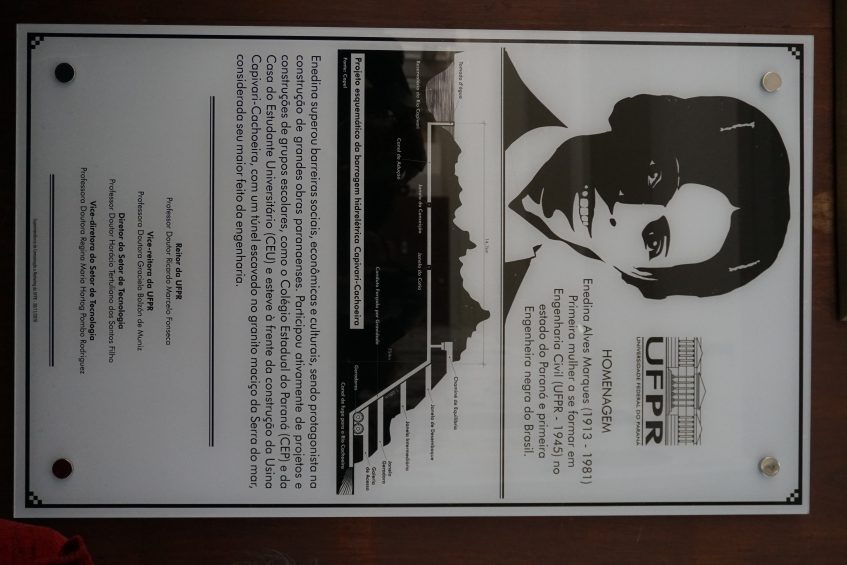 UFPR
UNIVERSIDADE FEDERAL DO PARANÁ
HOMENAGEM
Enedina Alves Marques (1913 - 1981)
Primeira mulher a se formar em
Engenharia Civil (UFPR - 1945) no
estado do Paraná e primeira
Engenheira negra do Brasil.
14.7km
Tomada d'água
Chaminé de Equilíbrio
Reservatório do Rio Capivari
Janela da Conceição
Janela do Cotia
Janela de Desemboque
Canal de Adução
Janela Intermediária
754m
Janela
Geradora
Conduto Forçado por Gravidade
Galeria
de Acesso
Geradores
Projeto esquemático da barragem hidrelétrica Capivari-Cachoeira
Fonte: Copel
Canal de fuga para o Rio Cachoeira
Enedina superou barreiras sociais, econômicas e culturais, sendo protagonista na
construção de grandes obras paranaenses. Participou ativamente de projetos e
construções de grupos escolares, como o Colégio Estadual do Paraná (CEP) e da
Casa do Estudante Universitário (CEU) e esteve à frente da construção da Usina
Capivari-Cachoeira, com um túnel escavado no granito maciço da Serra do mar,
considerada seu maior feito da engenharia.
Reitor da UFPR
Professor Doutor Ricardo Marcelo Fonseca
Vice-reitora da UFPR
Professora Doutora Graciela Bolzón de Muniz
Diretor do Setor de Tecnologia
Professor Doutor Horácio Tertuliano dos Santos Filho
Vice-diretora do Setor de Tecnologia
Professora Doutora Regina Maria Hartog Pombo Rodriguez
Superintendência de Comunicação e Marketing da UFPR